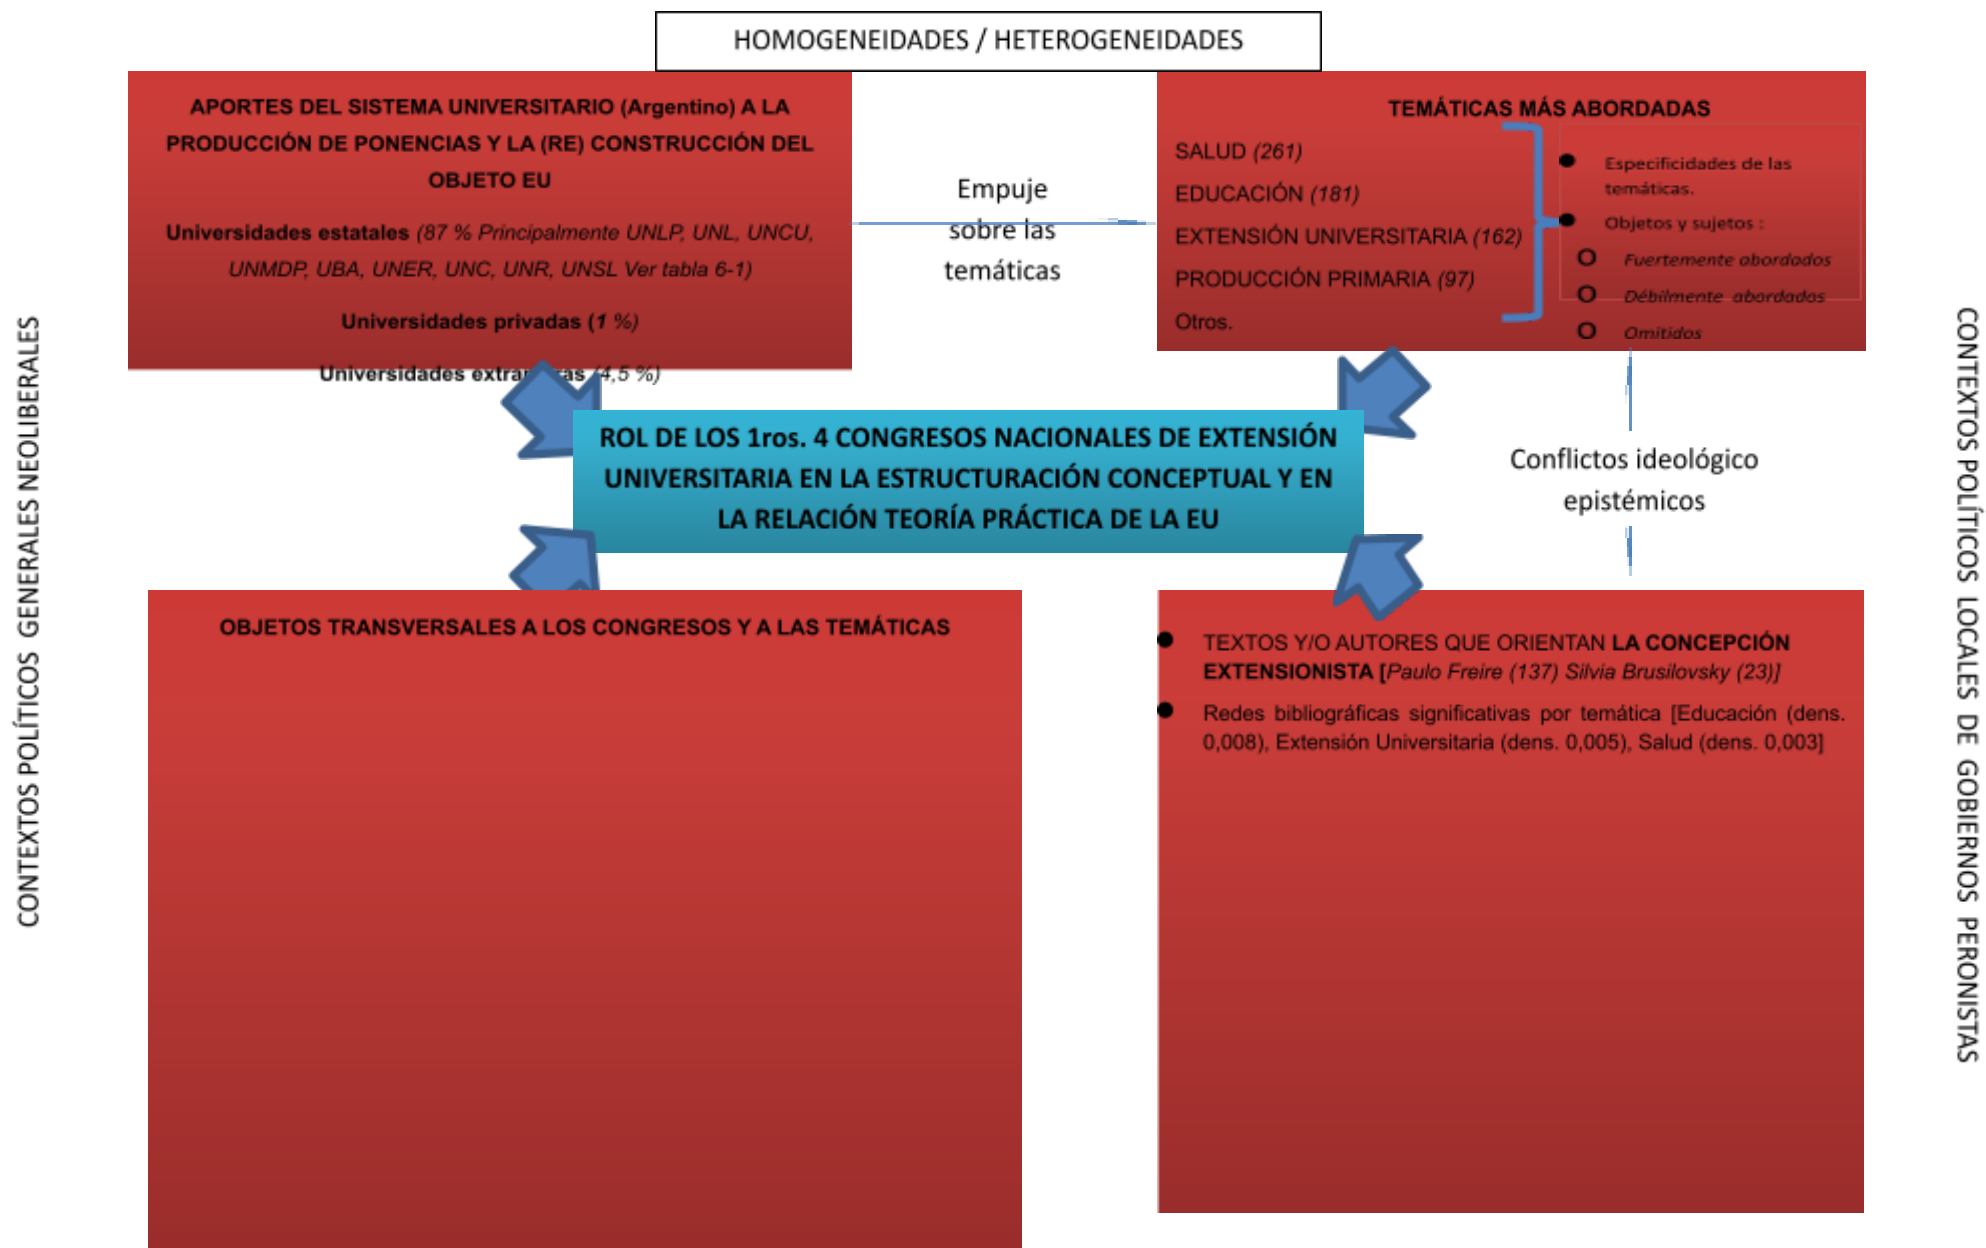 HOMOGENEIDADES / HETEROGENEIDADES
APORTES DEL SISTEMA UNIVERSITARIO (Argentino) A LA
PRODUCCIÓN DE PONENCIAS Y LA (RE) CONSTRUCCIÓN DEL
OBJETO EU
Universidades estatales (87 % Principalmente UNLP, UNL, UNCU,
UNMDP, UBA, UNER, UNC, UNR, UNSL Ver tabla 6-1)
Universidades privadas (1 %)
Universidades (4,5 %)
Empuje
sobre las
temáticas
TEMÁTICAS MÁS ABORDADAS
SALUD (261)
EDUCACIÓN (181)
EXTENSIÓN UNIVERSITARIA (162)
PRODUCCIÓN PRIMARIA (97)
Otros.
● Especificidades de las
temáticas.
● Objetos y sujetos :
o Fuertemente abordados
o Débilmente abordados
o Omitidos
CONTEXTOS POLÍTICOS GENERALES NEOLIBERALES
ROL DE LOS 1ros. 4 CONGRESOS NACIONALES DE EXTENSIÓN
UNIVERSITARIA EN LA ESTRUCTURACIÓN CONCEPTUAL Y EN
LA RELACIÓN TEORÍA PRÁCTICA DE LA EU
Conflictos ideológico
epistémicos
CONTEXTOS POLÍTICOS LOCALES DE GOBIERNOS PERONISTAS
OBJETOS TRANSVERSALES A LOS CONGRESOS Y A LAS TEMÁTICAS
● TEXTOS Y/O AUTORES QUE ORIENTAN LA CONCEPCIÓN
EXTENSIONISTA [Paulo Freire (137) Silvia Brusilovsky (23)]
● Redes bibliográficas significativas por temática [Educación (dens.
0,008), Extensión Universitaria (dens. 0,005), Salud (dens. 0,003]